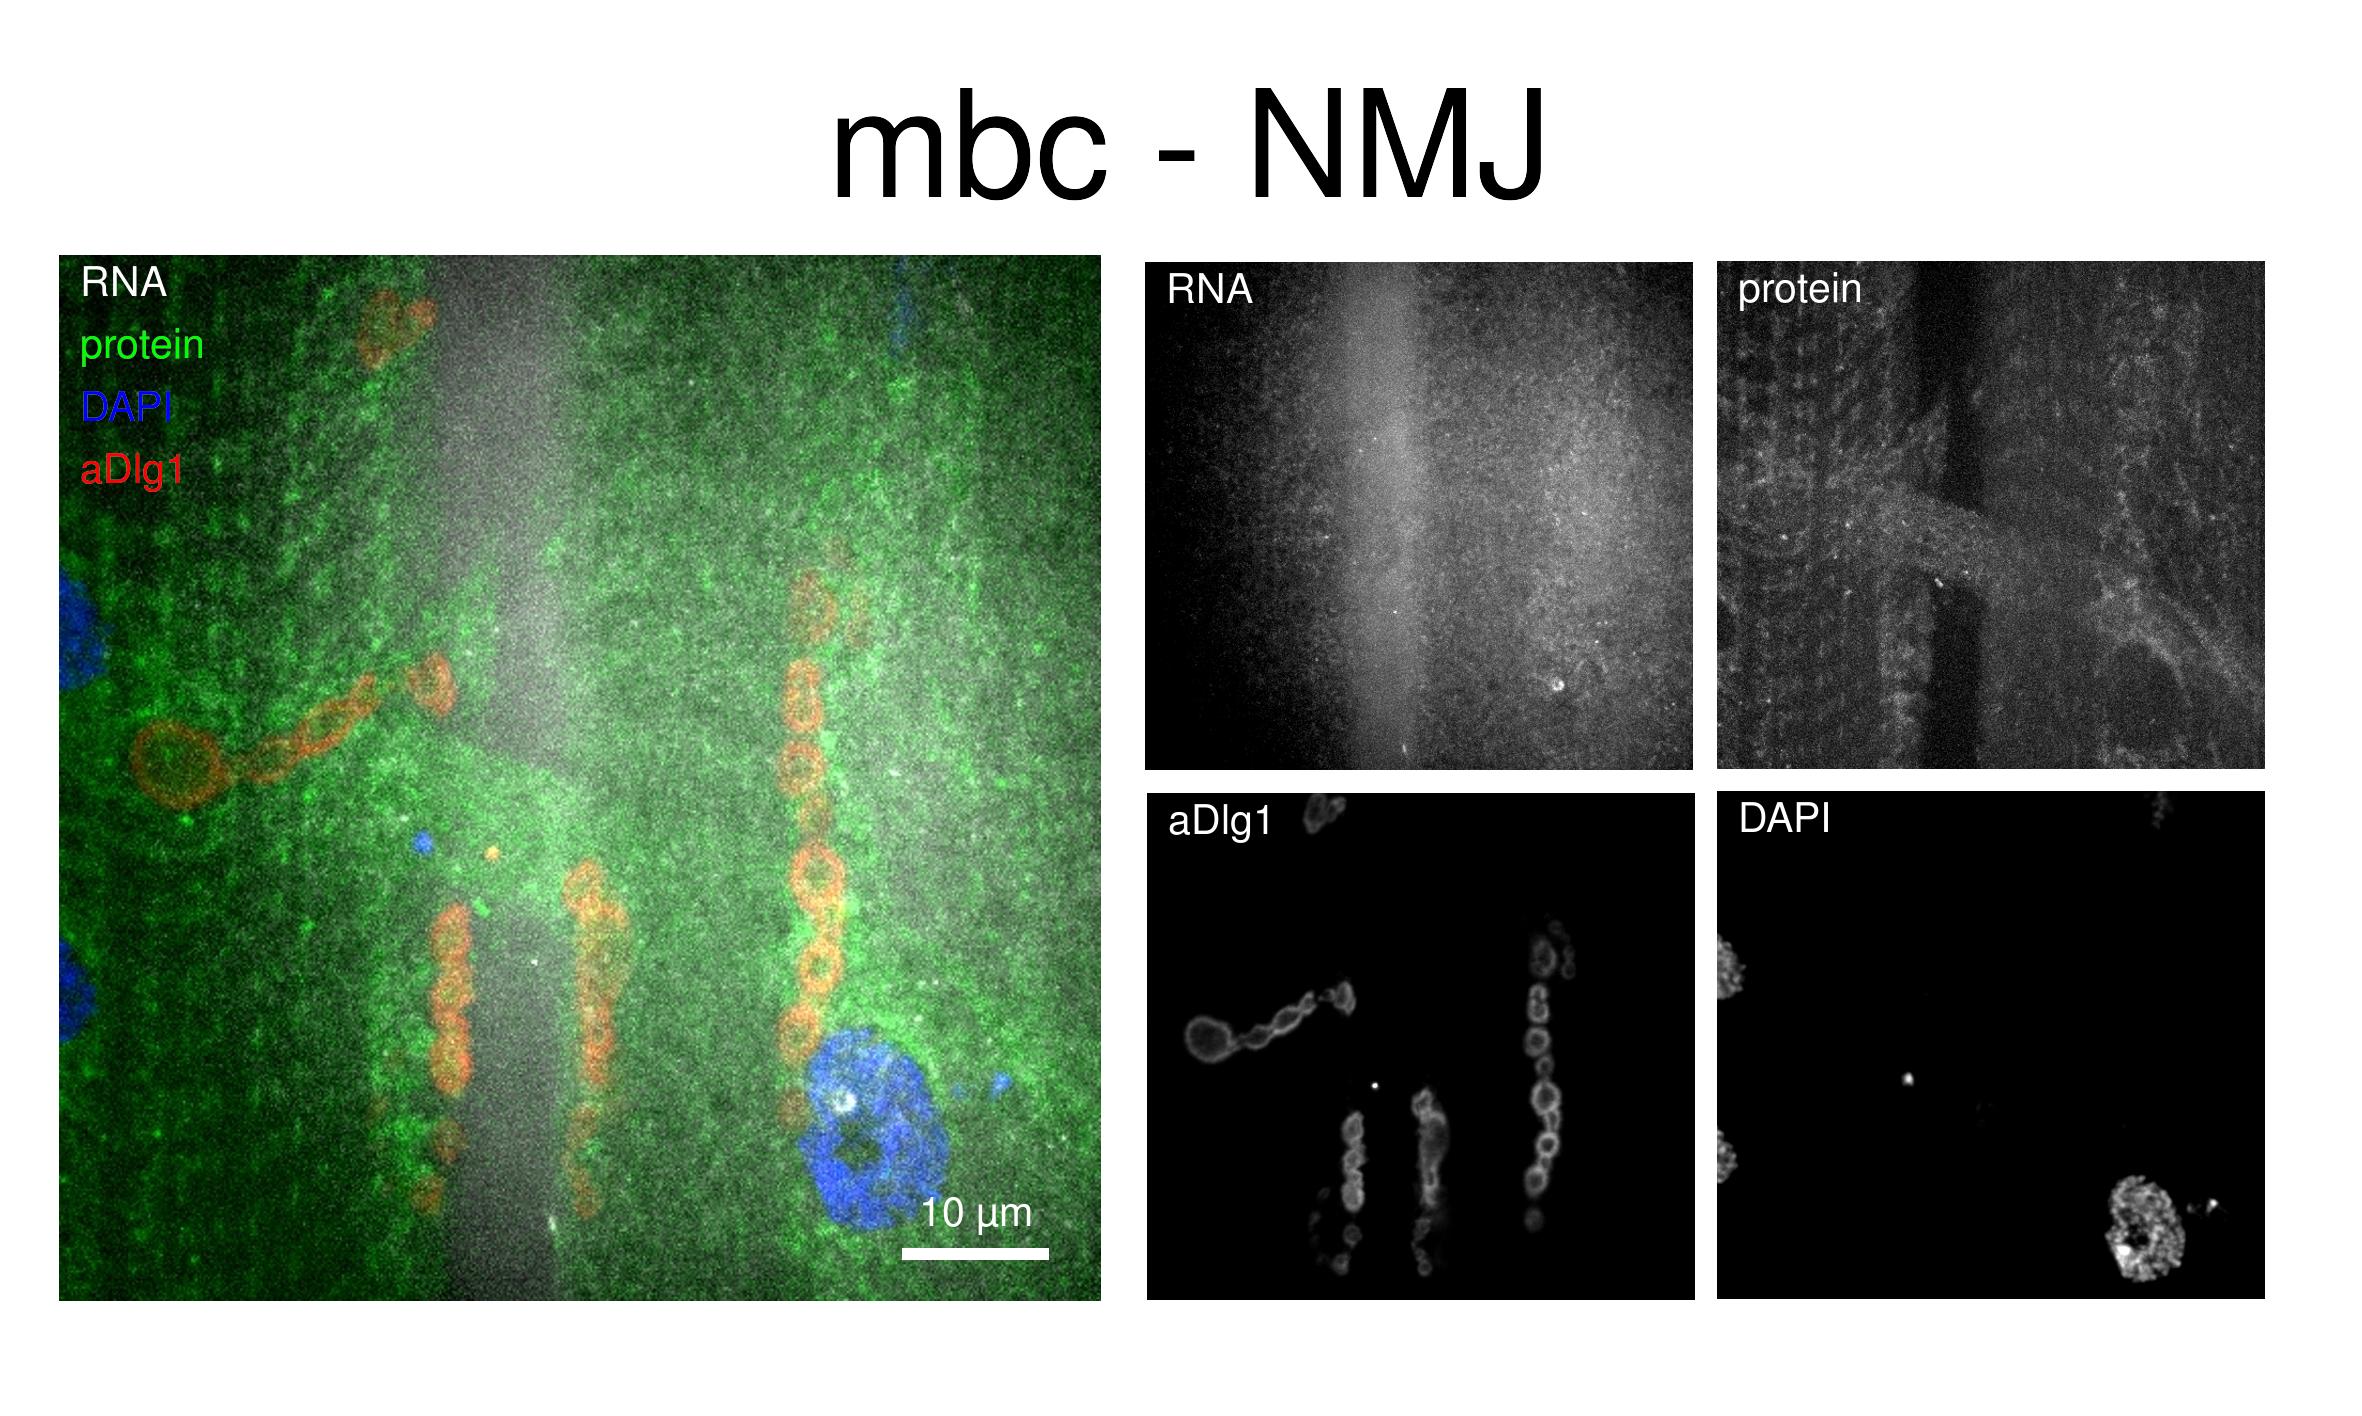 mbc - NMJ
RNA
protein
DAPI
aDlg1
10 µm
RNA
protein
aDlg1
DAPI